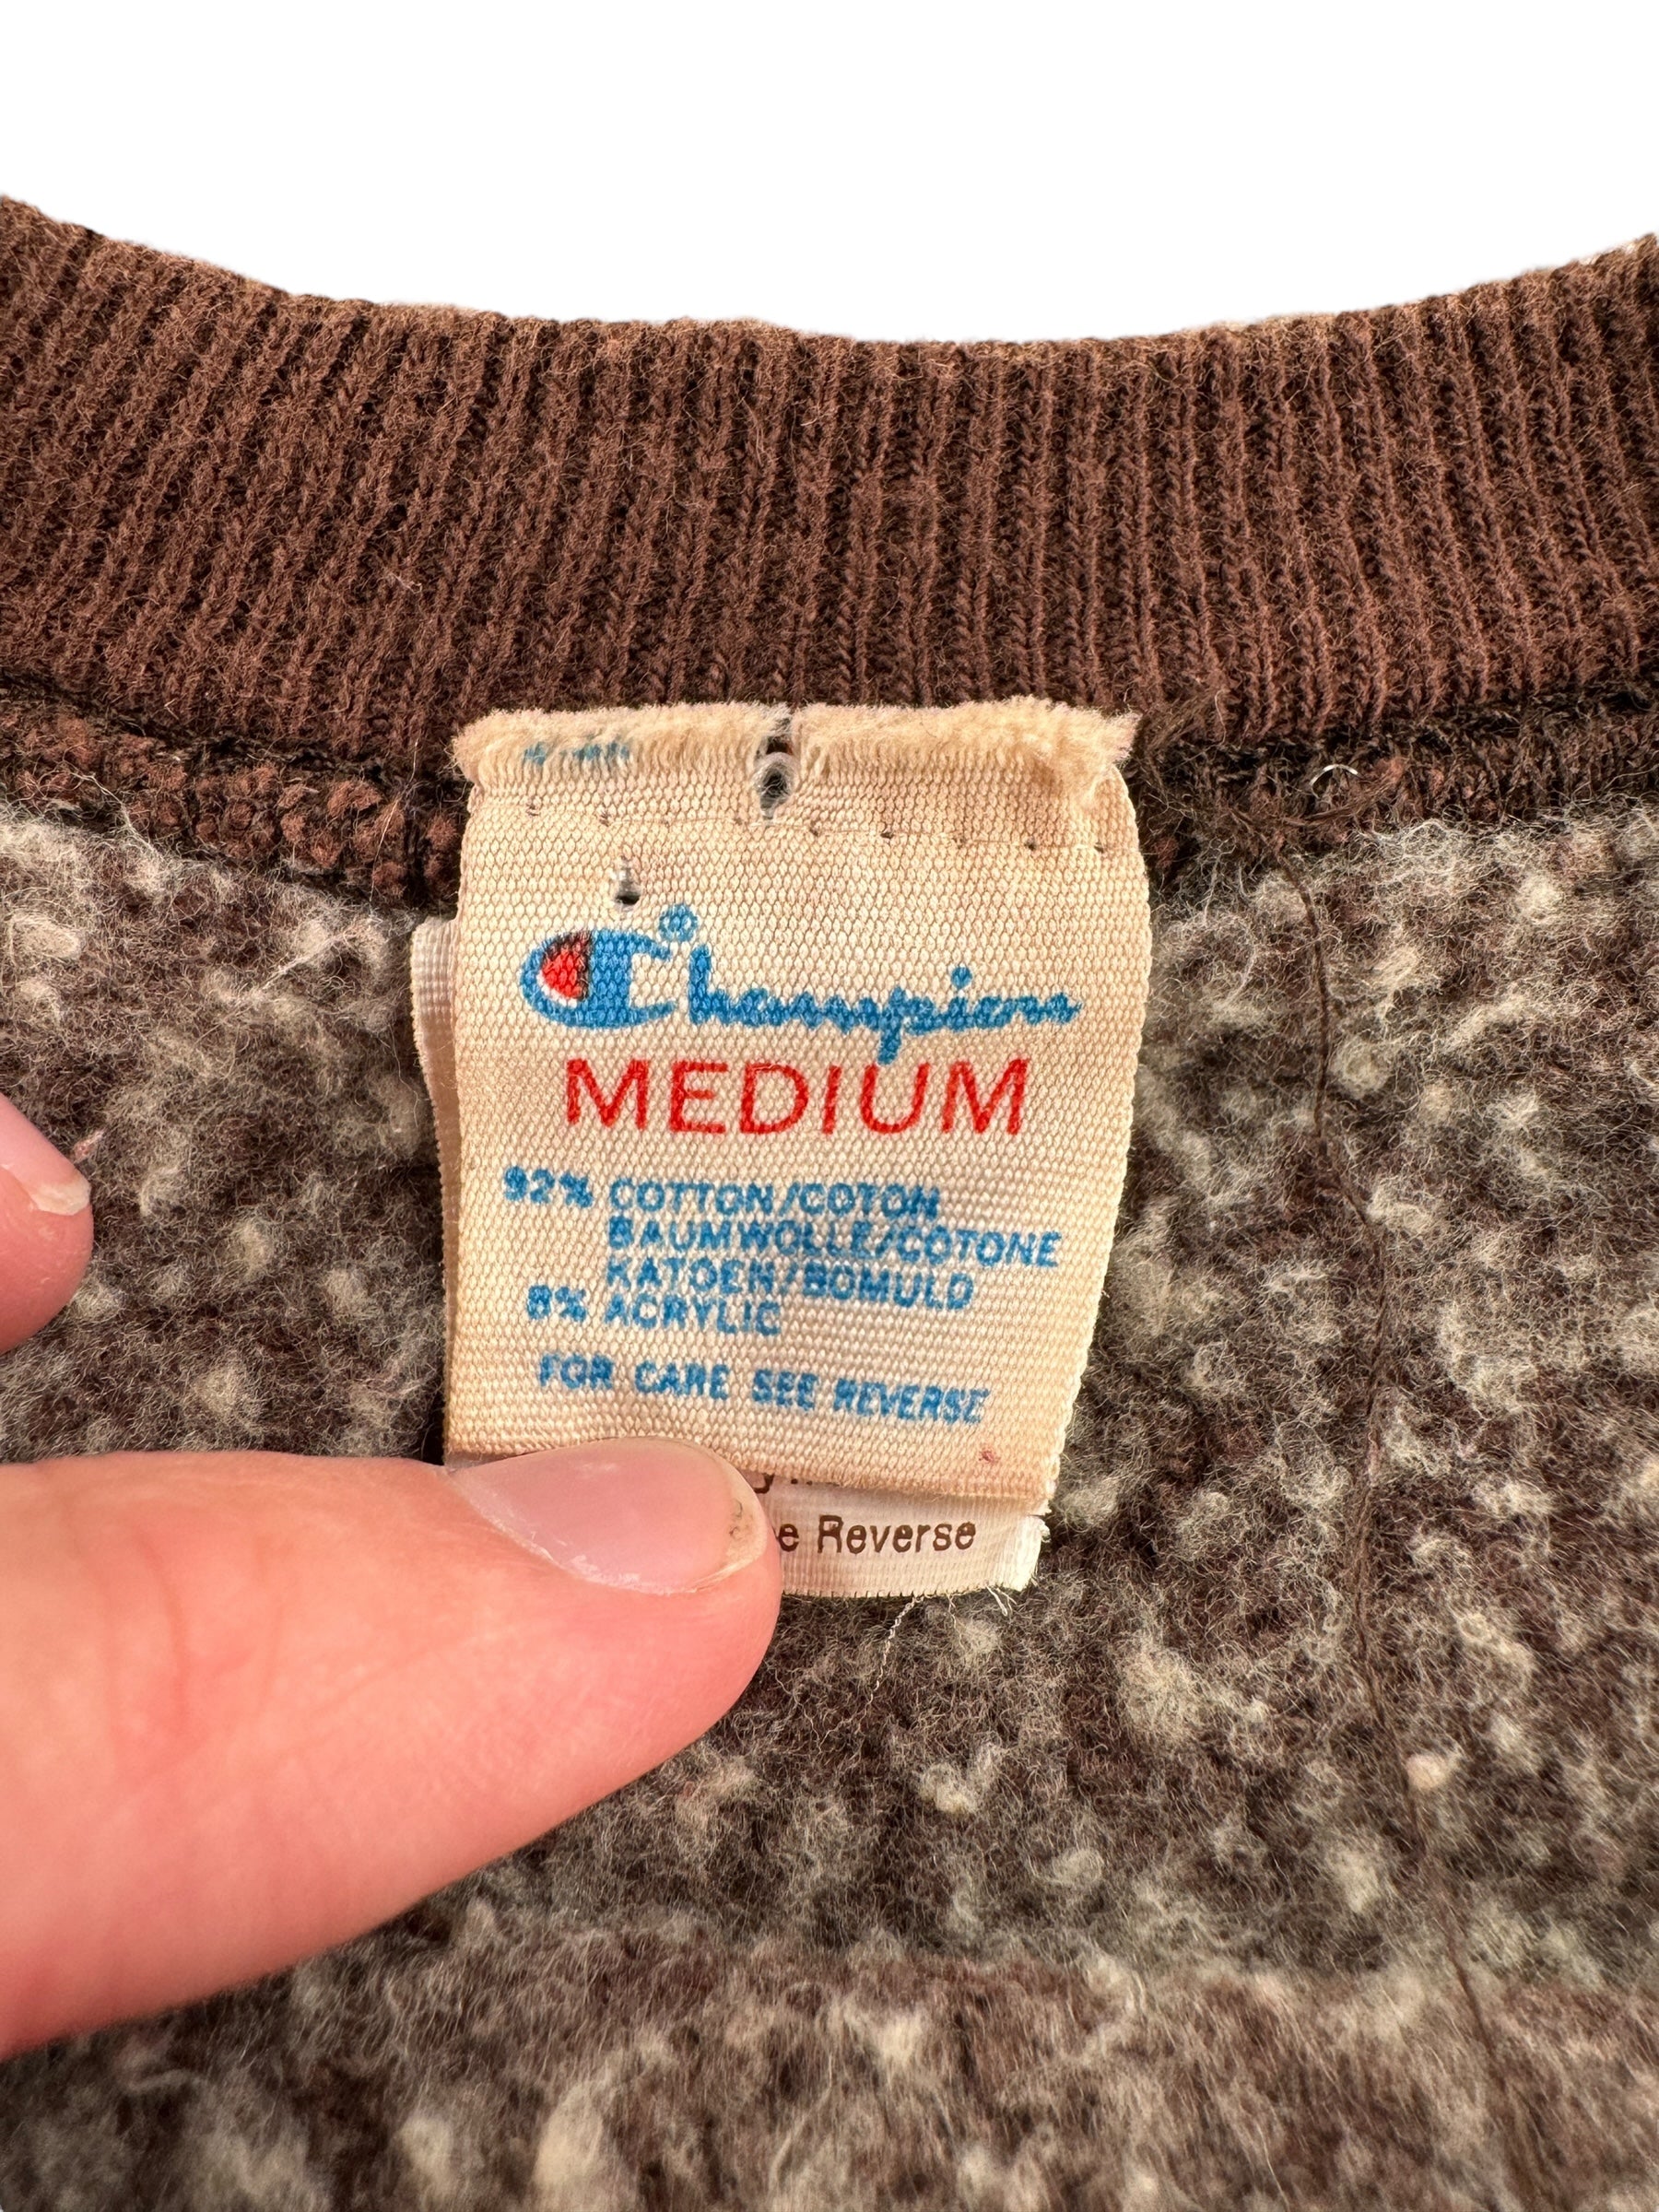 Champion®
MEDIUM
92% COTTON/COTON
BAUMWOLLE/COTONE
KATOEN/BOMULD
8% ACRYLIC
FOR CARE SEE REVERSE
e Reverse